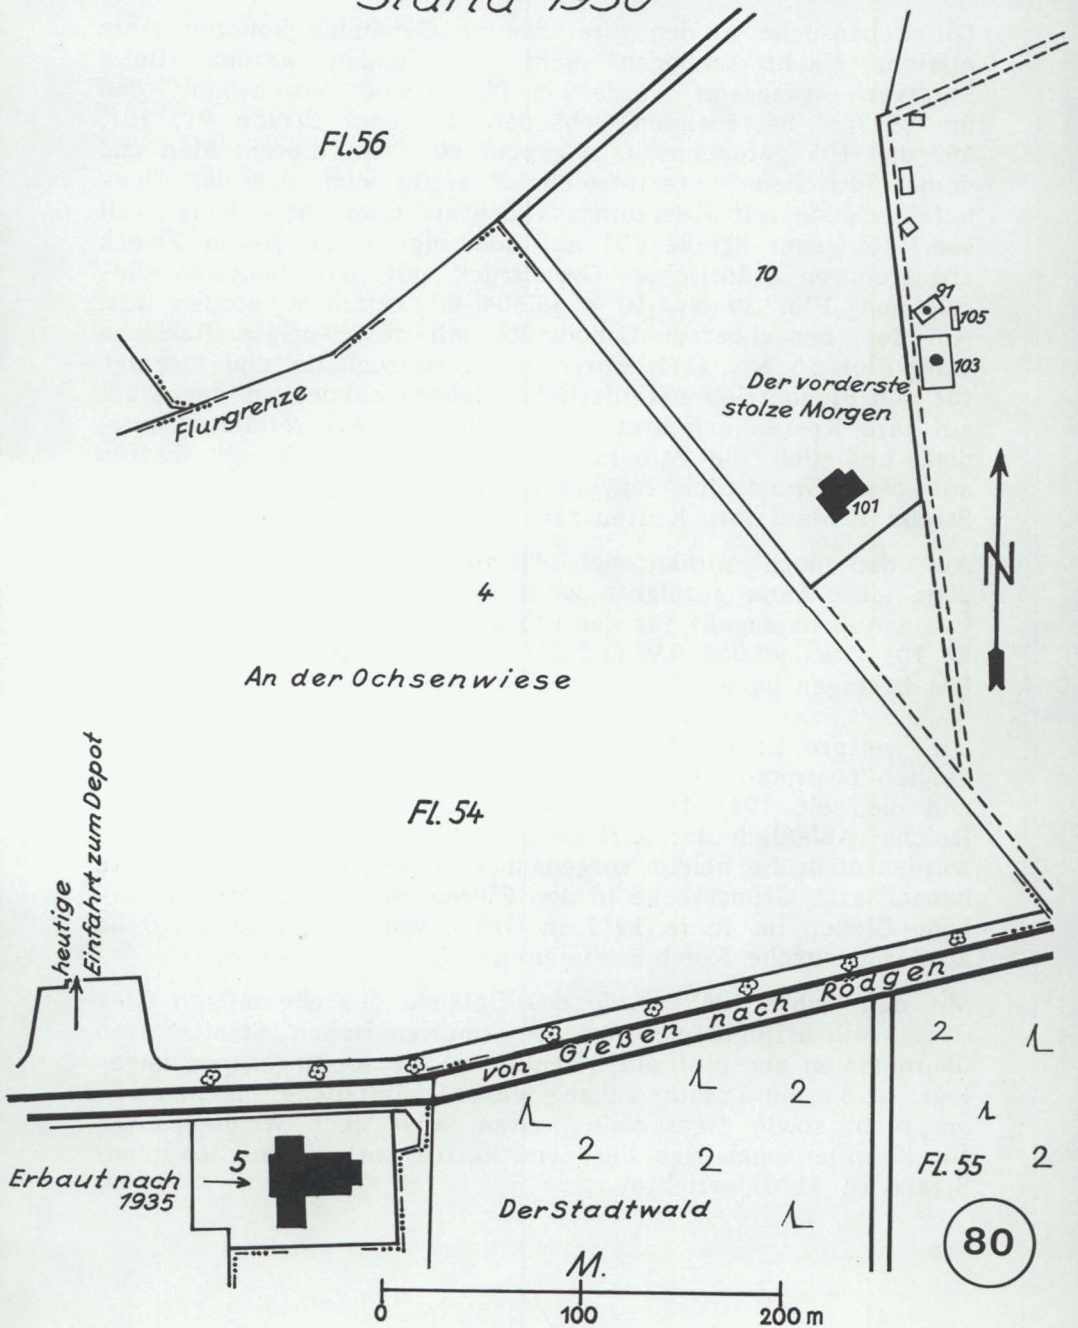 Stand 1936
Fl.56
10
91
105
103
Der vorderste
stolze Morgen
Flurgrenze
101
N
4
An der Ochsenwiese
heutige
Einfahrt zum Depot
Fl. 54
von Gießen nach Rödgen
2
2
2
2
2
Erbaut nach
1935
5
Fl. 55
Der Stadtwald
80
M.
0 100 200 m